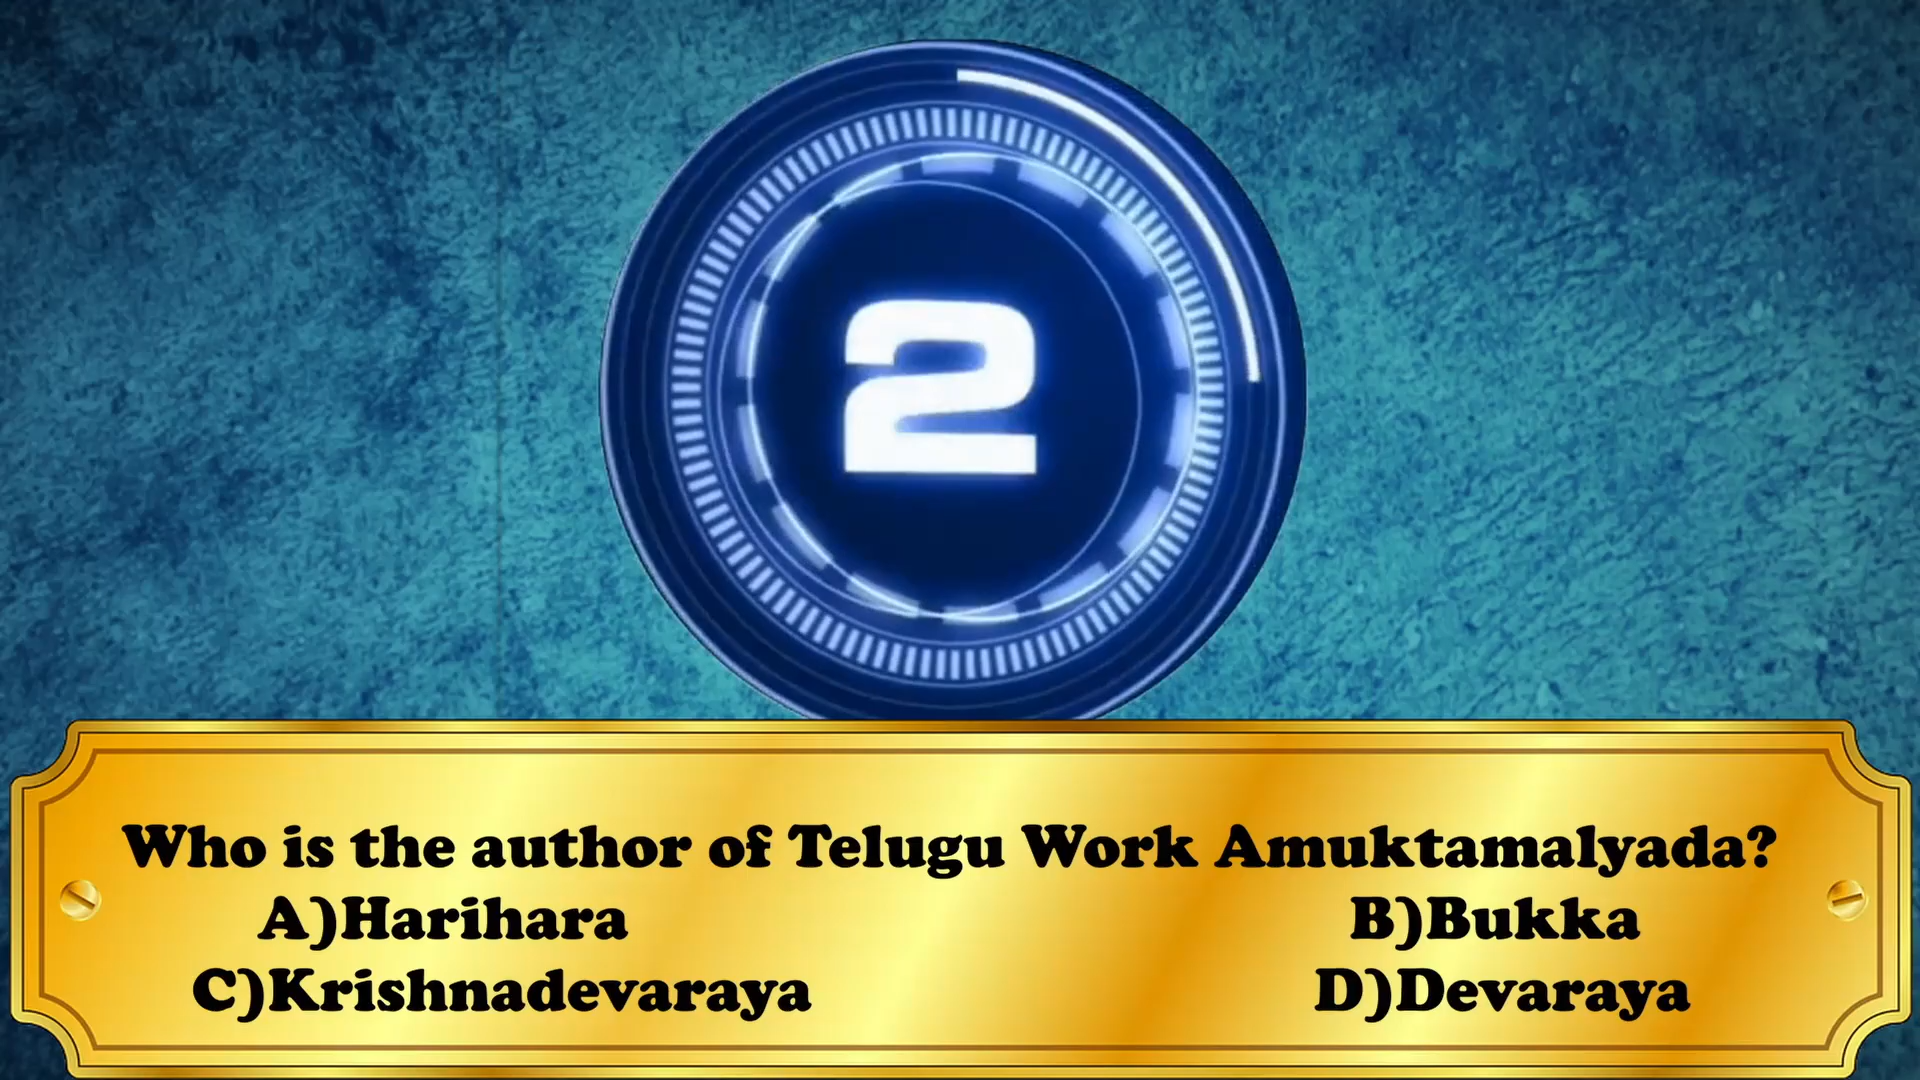 2
Who is the author of Telugu Work Amuktamalyada?
A)Harihara B)Bukka
C)Krishnadevaraya D)Devaraya